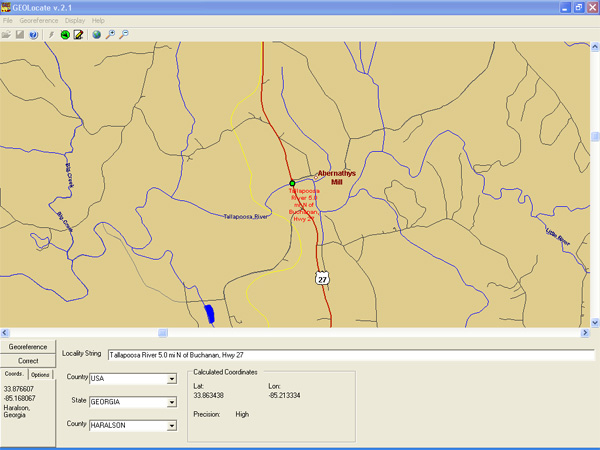 GEOLocate v.2.1
File Georeference Display Help
Big Creek
Big Creek
Abernathys
Mill
Tallapoosa
River 5.0
mi N of
Buchanan,
Hwy 27
Tallapoosa River
Little River
27
Georeference
Correct
Coords. Options
33.876607
-85.168067
Haralson,
Georgia
Locality String Tallapoosa River 5.0 mi N of Buchanan, Hwy 27
Country USA
State GEORGIA
County HARALSON
Calculated Coordinates
Lat: Lon:
33.863438 -85.213334
Precision: High